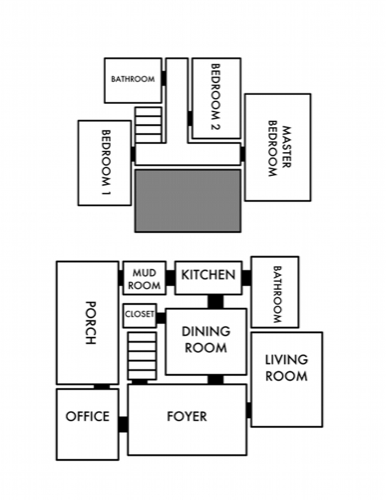 BATHROOM
BEDROOM 2
BEDROOM 1
MASTER
BEDROOM
MUD
ROOM
KITCHEN
BATHROOM
PORCH
CLOSET
DINING
ROOM
LIVING
ROOM
OFFICE
FOYER